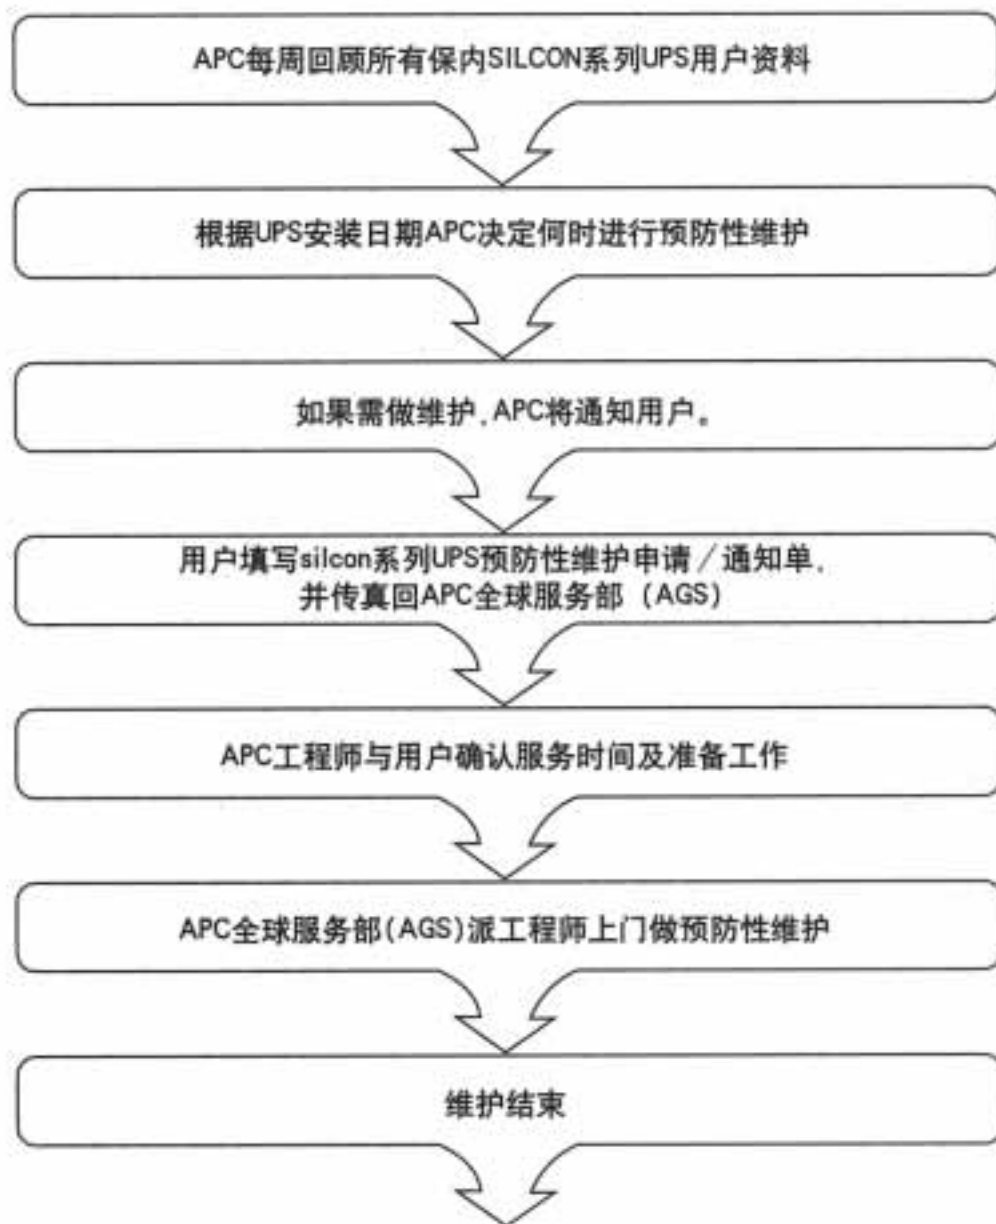 APC每周回顾所有保内SILCON系列UPS用户资料
根据UPS安装日期APC决定何时进行预防性维护
如果需做维护,APC将通知用户。
用户填写silcon系列UPS预防性维护申请/通知单,
并传真回APC全球服务部 (AGS)
APC工程师与用户确认服务时间及准备工作
APC全球服务部(AGS)派工程师上门做预防性维护
维护结束